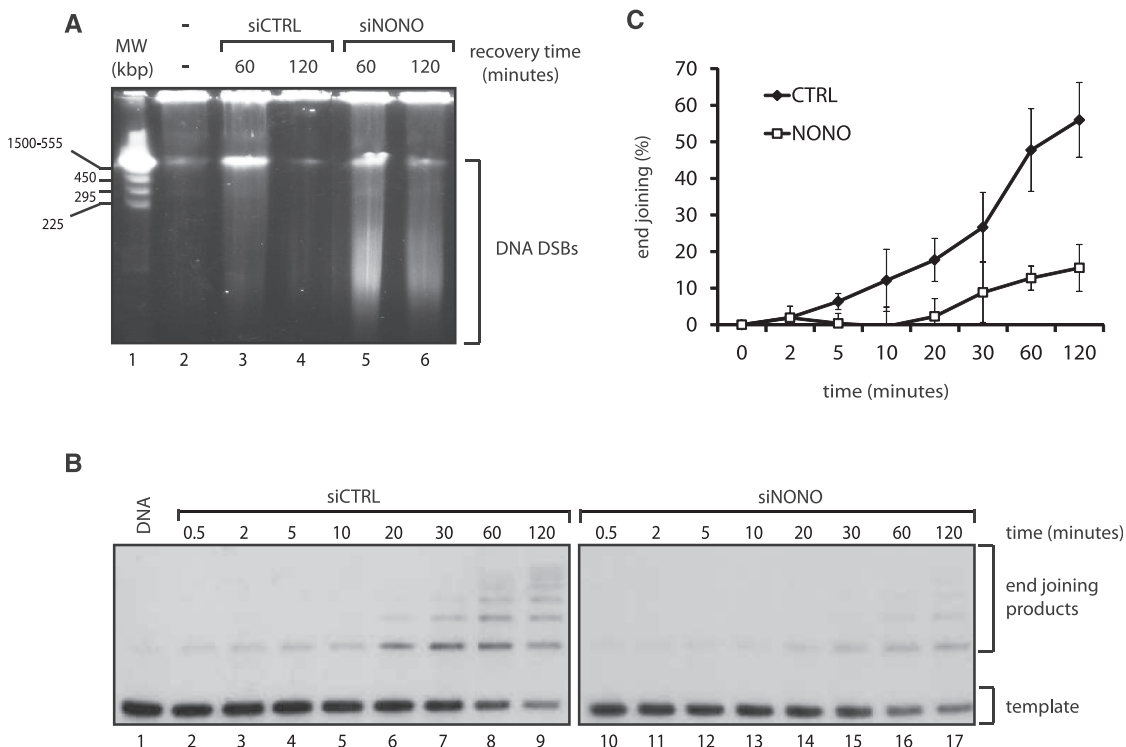 A
MW
(kbp)
-
-
siCTRL
siNONO
60
120
60
120
recovery time
(minutes)
1500-555
450
295
225
DNA DSBs
1 2 3 4 5 6
C
70
60
50
40
30
20
10
0
end joining (%)
CTRL
NONO
0 2 5 10 20 30 60 120
time (minutes)
B
DNA
siCTRL
siNONO
0.5 2 5 10 20 30 60 120
0.5 2 5 10 20 30 60 120
time (minutes)
end joining
products
template
1 2 3 4 5 6 7 8 9
10 11 12 13 14 15 16 17